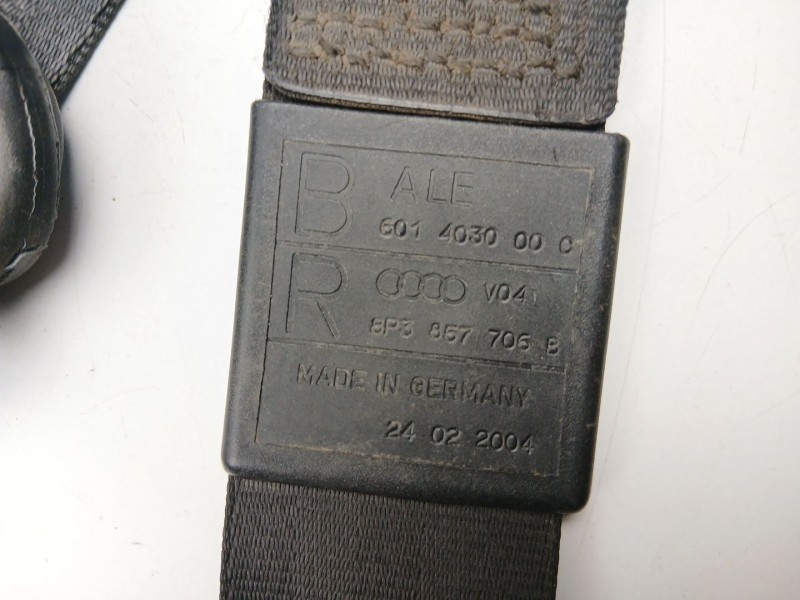 B ALE
601 4030 00 C
R V041
8P3 857 706 B
MADE IN GERMANY
24 02 2004